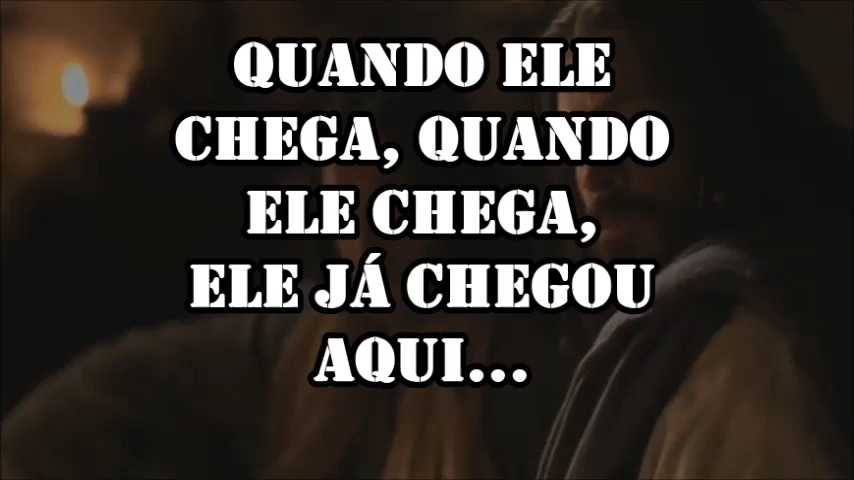 QUANDO ELE
CHEGA, QUANDO
ELE CHEGA,
ELE JÁ CHEGOU
AQUI...